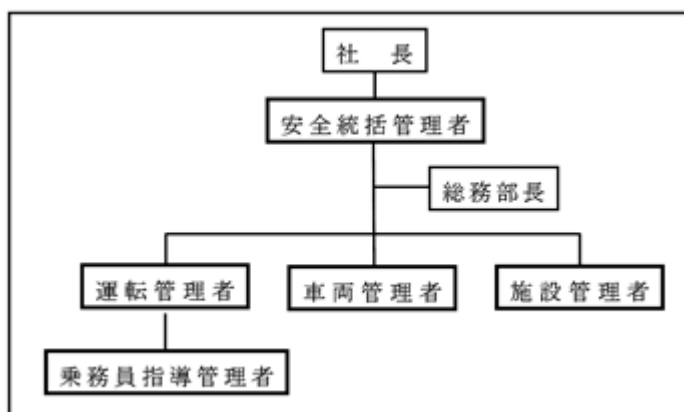 社長
安全統括管理者
総務部長
運転管理者
車両管理者
施設管理者
乗務員指導管理者